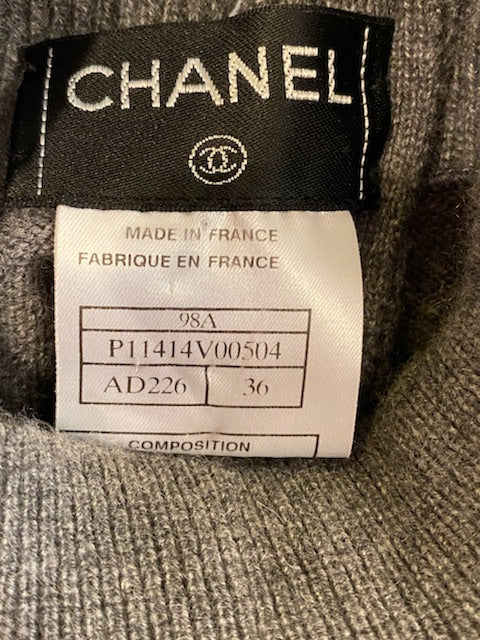 CHANEL
MADE IN FRANCE
FABRIQUE EN FRANCE
98A
P11414V00504
AD226 36
COMPOSITION